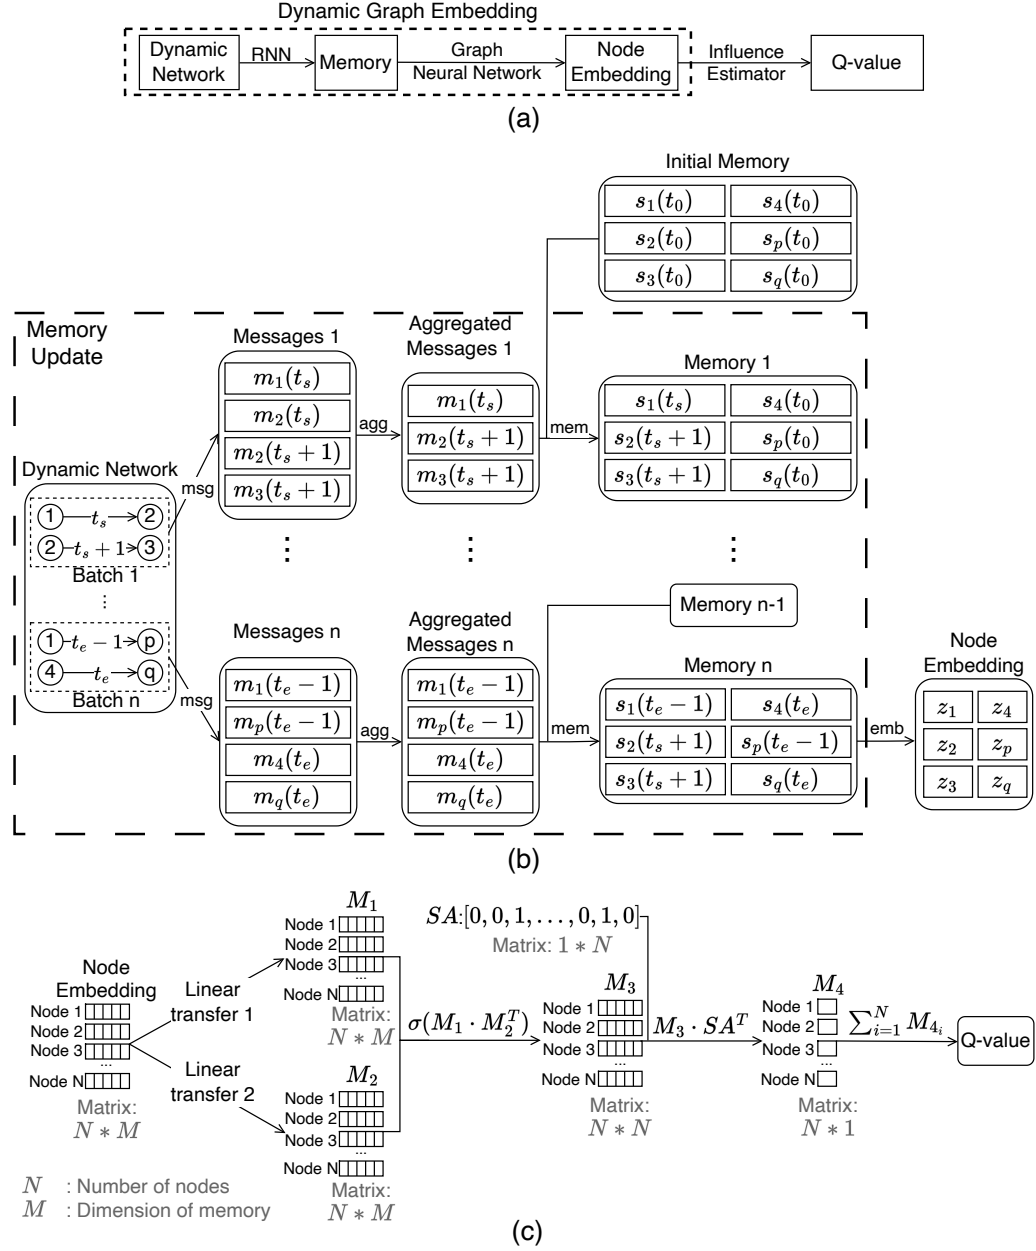 Dynamic Graph Embedding
Dynamic
Network
RNN
Memory
Graph
Neural Network
Node
Embedding
Influence
Estimator
Q-value
(a)
Initial Memory
s₁(t₀) s₄(t₀)
s₂(t₀) sₚ(t₀)
s₃(t₀) s_q(t₀)
Memory
Update
Messages 1
m₁(tₛ)
m₂(tₛ)
m₂(tₛ + 1)
m₃(tₛ + 1)
agg
Aggregated
Messages 1
m₁(tₛ)
m₂(tₛ + 1)
m₃(tₛ + 1)
mem
Memory 1
s₁(tₛ) s₄(t₀)
s₂(tₛ + 1) sₚ(t₀)
s₃(tₛ + 1) s_q(t₀)
Dynamic Network
1 tₛ 2
2 tₛ + 1 3
Batch 1
⋮
1 tₑ − 1 p
4 tₑ q
Batch n
msg
msg
⋮ ⋮ ⋮
Memory n-1
Messages n
m₁(tₑ − 1)
mₚ(tₑ − 1)
m₄(tₑ)
m_q(tₑ)
agg
Aggregated
Messages n
m₁(tₑ − 1)
mₚ(tₑ − 1)
m₄(tₑ)
m_q(tₑ)
mem
Memory n
s₁(tₑ − 1) s₄(tₑ)
s₂(tₛ + 1) sₚ(tₑ − 1)
s₃(tₛ + 1) s_q(tₑ)
emb
Node
Embedding
z₁ z₄
z₂ zₚ
z₃ z_q
(b)
Node
Embedding
Node 1
Node 2
Node 3
...
Node N
Matrix:
N * M
Linear
transfer 1
Linear
transfer 2
M₁
Node 1
Node 2
Node 3
...
Node N
Matrix:
N * M
M₂
Node 1
Node 2
Node 3
...
Node N
Matrix:
N * M
σ(M₁ · M₂ᵀ)
SA:[0, 0, 1, . . . , 0, 1, 0]
Matrix: 1 * N
M₃
Node 1
Node 2
Node 3
...
Node N
Matrix:
N * N
M₃ · SAᵀ
M₄
Node 1
Node 2
Node 3
...
Node N
Matrix:
N * 1
∑_{i=1}^{N} M_{4_i}
Q-value
N : Number of nodes
M : Dimension of memory
(c)